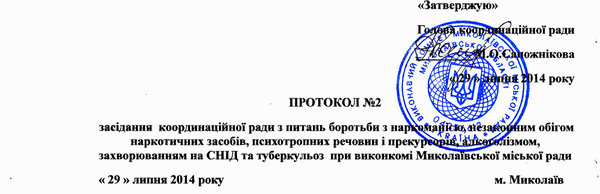 «Затверджую»
Голова координаційної ради
М.О.Сапожнікова
« 29 » липня 2014 року
ПРОТОКОЛ №2
засідання координаційної ради з питань боротьби з наркоманією, незаконним обігом
наркотичних засобів, психотропних речовин і прекурсорів, алкоголізмом,
захворюванням на СНІД та туберкульоз при виконкомі Миколаївської міської ради
« 29 » липня 2014 року м. Миколаїв